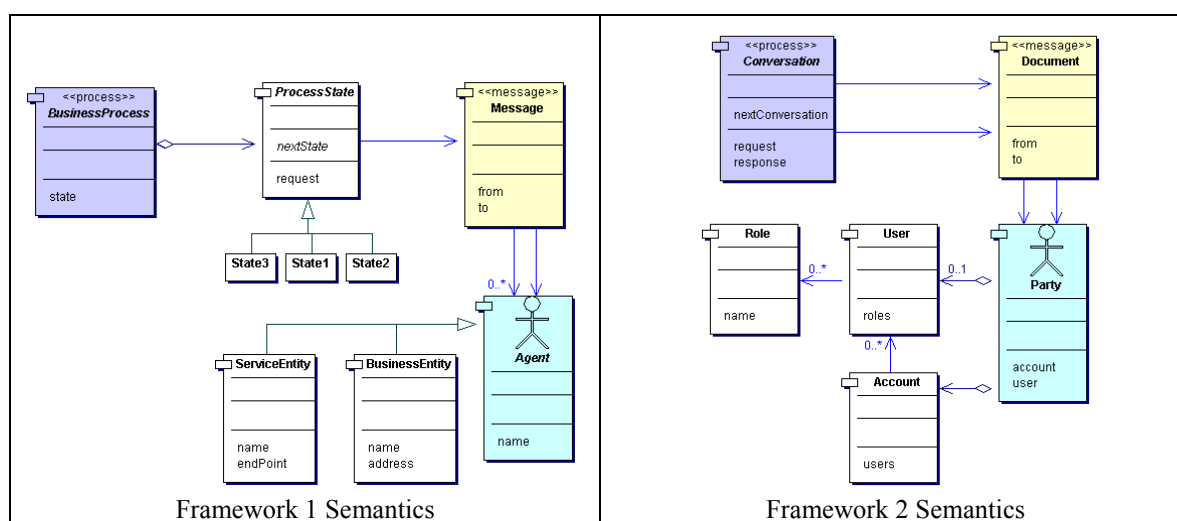 <<process>>
BusinessProcess
state
ProcessState
nextState
request
<<message>>
Message
from
to
State3
State1
State2
0..*
Agent
name
ServiceEntity
name
endPoint
BusinessEntity
name
address
Framework 1 Semantics
<<process>>
Conversation
nextConversation
request
response
<<message>>
Document
from
to
Role
name
0..*
User
roles
0..1
Party
account
user
0..*
Account
users
Framework 2 Semantics